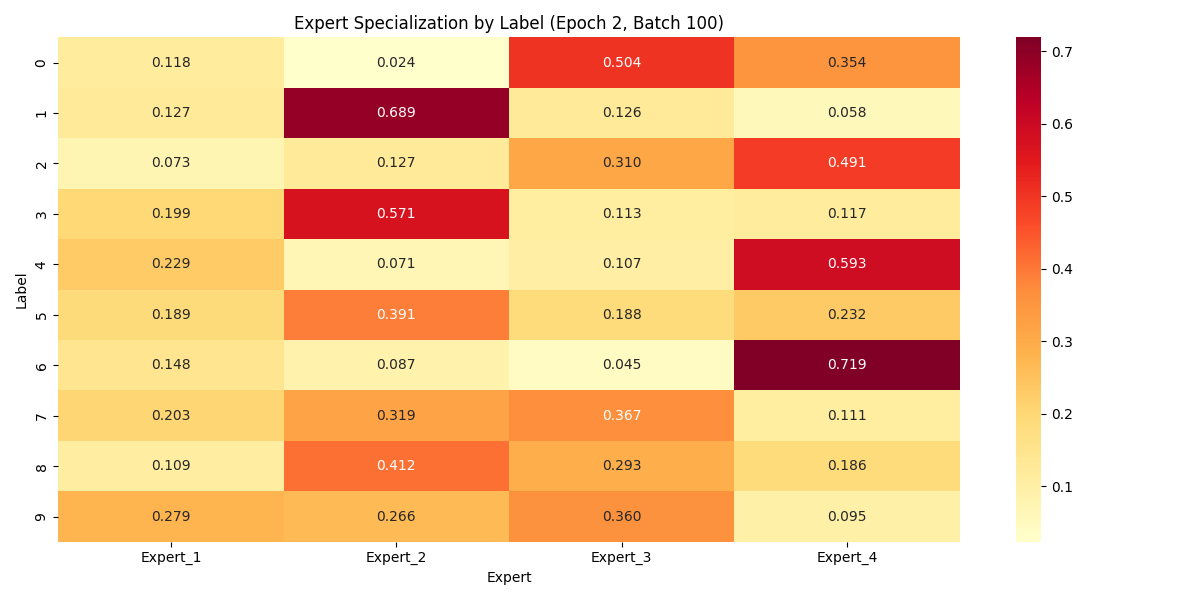 Expert Specialization by Label (Epoch 2, Batch 100)
0 0.118 0.024 0.504 0.354
1 0.127 0.689 0.126 0.058
2 0.073 0.127 0.310 0.491
3 0.199 0.571 0.113 0.117
4 0.229 0.071 0.107 0.593
5 0.189 0.391 0.188 0.232
6 0.148 0.087 0.045 0.719
7 0.203 0.319 0.367 0.111
8 0.109 0.412 0.293 0.186
9 0.279 0.266 0.360 0.095
Label
Expert_1 Expert_2 Expert_3 Expert_4
Expert
0.7
0.6
0.5
0.4
0.3
0.2
0.1